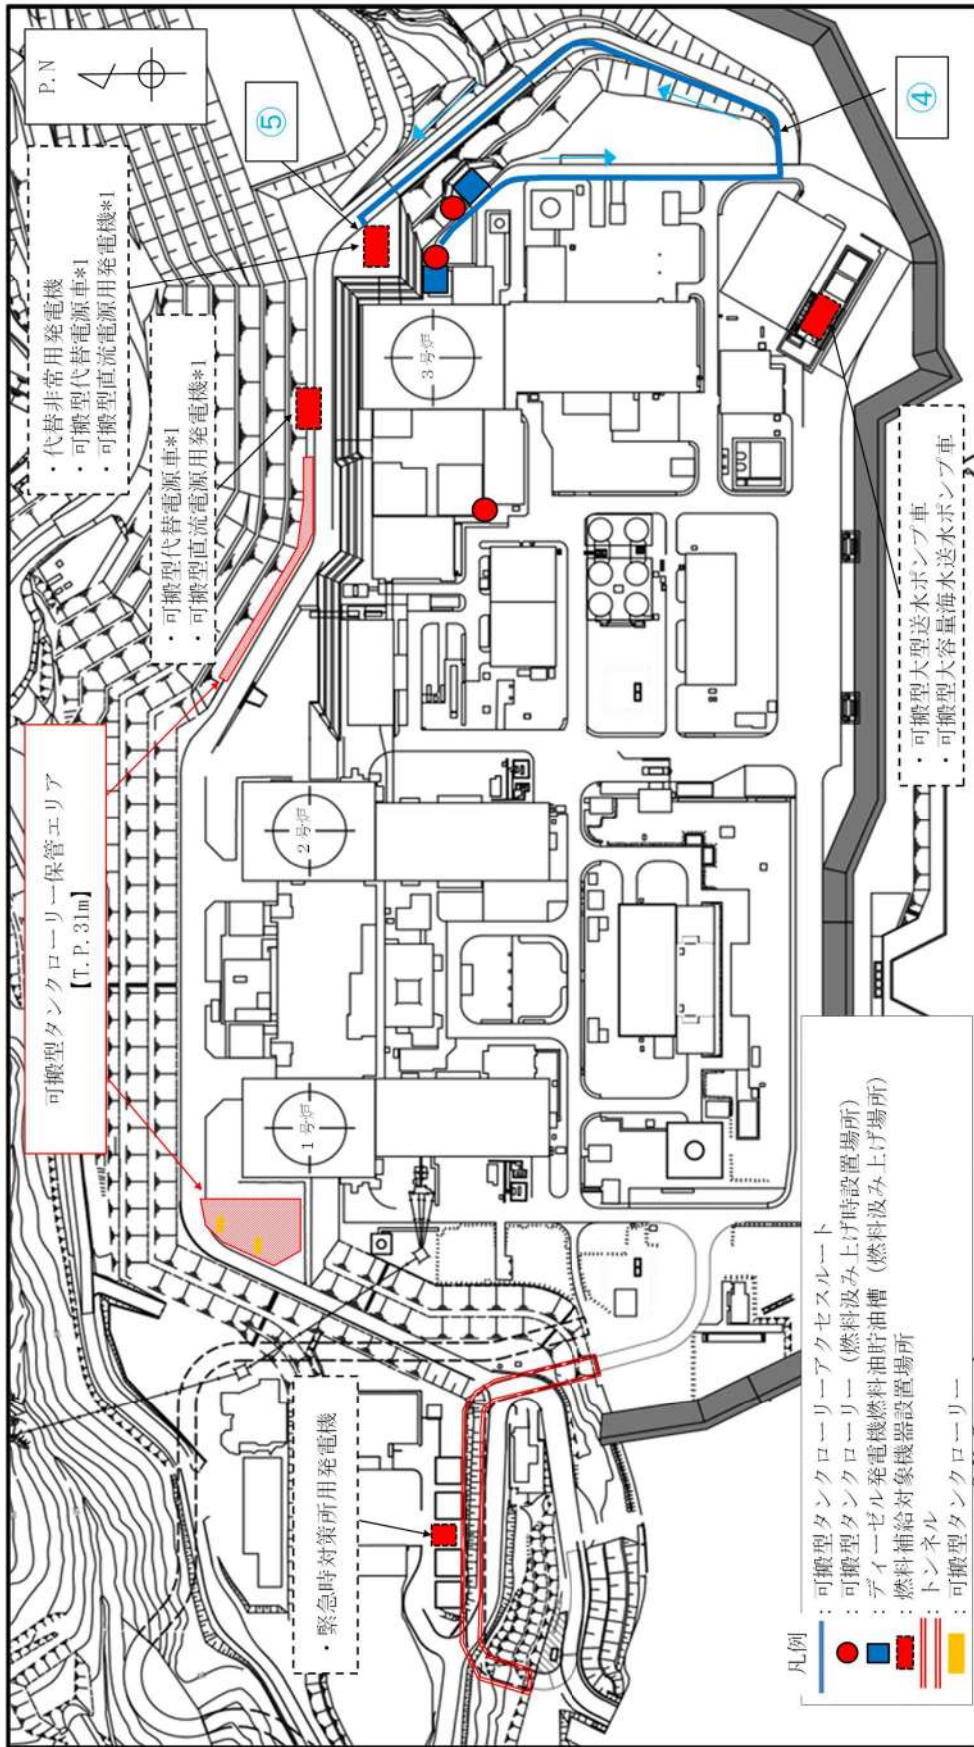 P.N
・代替非常用発電機
・可搬型代替電源車*1
・可搬型直流電源用発電機*1
⑤
・可搬型代替電源車*1
・可搬型直流電源用発電機*1
可搬型タンクローリー保管エリア
【T.P.31m】
・緊急時対策所用発電機
1号炉
2号炉
3号炉
④
・可搬型大型送水ポンプ車
・可搬型大容量海水送水ポンプ車
凡例
：可搬型タンクローリーアクセスルート
：可搬型タンクローリー（燃料汲み上げ時設置場所）
：ディーゼル発電機燃料油貯油槽（燃料汲み上げ場所）
：燃料補給対象機器設置場所
：トンネル
：可搬型タンクローリー